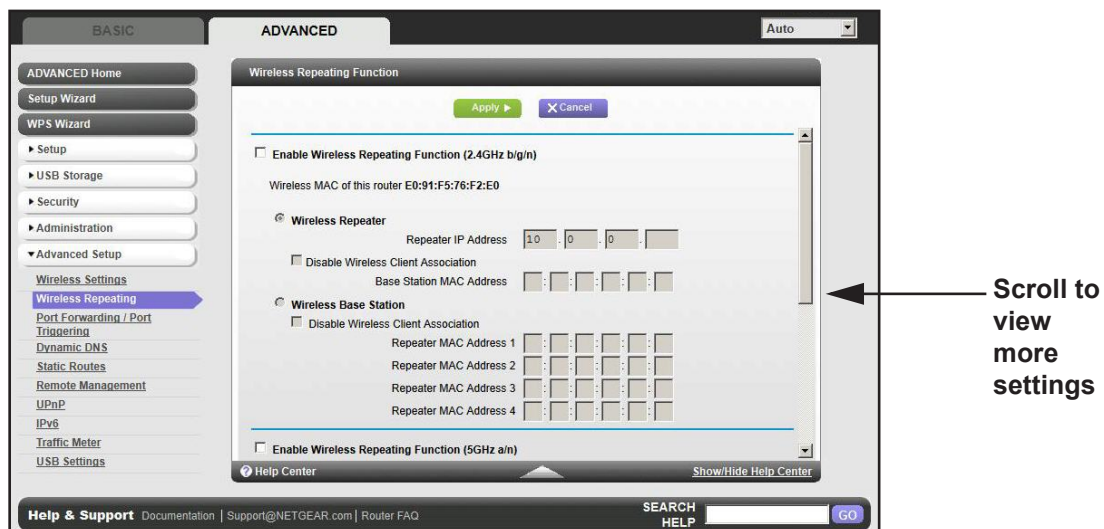 BASIC
ADVANCED
Auto
ADVANCED Home
Setup Wizard
WPS Wizard
Setup
USB Storage
Security
Administration
Advanced Setup
Wireless Settings
Wireless Repeating
Port Forwarding / Port
Triggering
Dynamic DNS
Static Routes
Remote Management
UPnP
IPv6
Traffic Meter
USB Settings
Wireless Repeating Function
Apply
Cancel
Enable Wireless Repeating Function (2.4GHz b/g/n)
Wireless MAC of this router E0:91:F5:76:F2:E0
Wireless Repeater
Repeater IP Address 10 . 0 . 0 .
Disable Wireless Client Association
Base Station MAC Address : : : : :
Wireless Base Station
Disable Wireless Client Association
Repeater MAC Address 1 : : : : :
Repeater MAC Address 2 : : : : :
Repeater MAC Address 3 : : : : :
Repeater MAC Address 4 : : : : :
Enable Wireless Repeating Function (5GHz a/n)
? Help Center
Show/Hide Help Center
Help & Support Documentation | Support@NETGEAR.com | Router FAQ
SEARCH
HELP
GO
Scroll to
view
more
settings